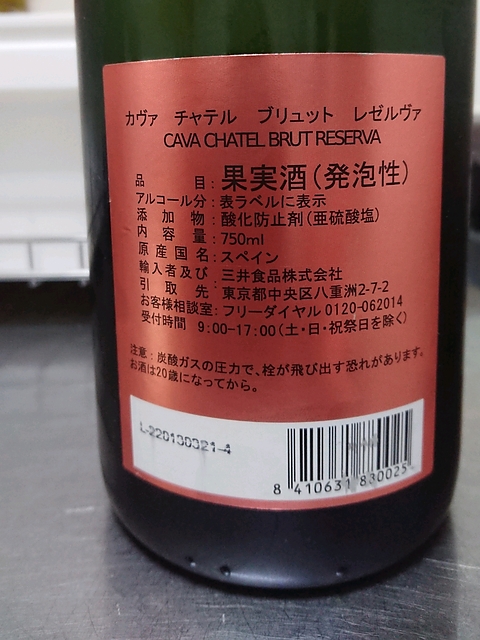 カヴァ チャテル ブリュット レゼルヴァ
CAVA CHATEL BRUT RESERVA
品目：果実酒（発泡性）
アルコール分：表ラベルに表示
添加物：酸化防止剤（亜硫酸塩）
内容量：750ml
原産国名：スペイン
輸入者及び：三井食品株式会社
引取先　東京都中央区八重洲2-7-2
お客様相談室：フリーダイヤル 0120-062014
受付時間 9:00-17:00（土・日・祝祭日を除く）
注意：炭酸ガスの圧力で、栓が飛び出す恐れがあります。
お酒は20歳になってから。
L-220130321-4
8 410631 830025